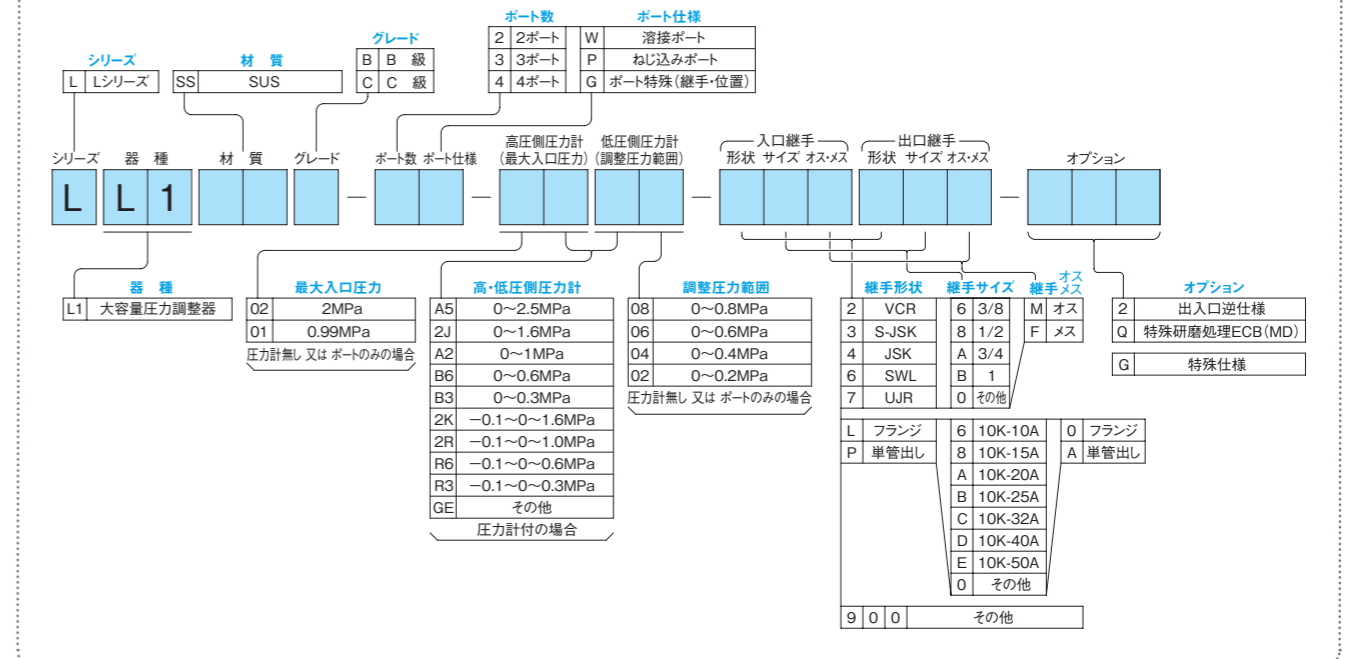 ポート数 ポート仕様
2 2ポート W 溶接ポート
3 3ポート P ねじ込みポート
4 4ポート G ポート特殊(継手・位置)
グレード
B B 級
C C 級
シリーズ
L Lシリーズ
材 質
SS SUS
シリーズ 器 種 材 質 グレード ポート数 ポート仕様
高圧側圧力計
(最大入口圧力)
低圧側圧力計
(調整圧力範囲)
入口継手
形状 サイズ オス・メス
出口継手
形状 サイズ オス・メス
オプション
L L 1 — — — —
器 種
L1 大容量圧力調整器
最大入口圧力
02 2MPa
01 0.99MPa
圧力計無し 又は ポートのみの場合
高・低圧側圧力計
A5 0〜2.5MPa
2J 0〜1.6MPa
A2 0〜1MPa
B6 0〜0.6MPa
B3 0〜0.3MPa
2K −0.1〜0〜1.6MPa
2R −0.1〜0〜1.0MPa
R6 −0.1〜0〜0.6MPa
R3 −0.1〜0〜0.3MPa
GE その他
圧力計付の場合
調整圧力範囲
08 0〜0.8MPa
06 0〜0.6MPa
04 0〜0.4MPa
02 0〜0.2MPa
圧力計無し 又は ポートのみの場合
継手形状 継手サイズ 継手オスメス
2 VCR 6 3/8 M オス
3 S-JSK 8 1/2 F メス
4 JSK A 3/4
6 SWL B 1
7 UJR 0 その他
L フランジ 6 10K-10A 0 フランジ
P 単管出し 8 10K-15A A 単管出し
A 10K-20A
B 10K-25A
C 10K-32A
D 10K-40A
E 10K-50A
0 その他
9 0 0 その他
オプション
2 出入口逆仕様
Q 特殊研磨処理ECB(MD)
G 特殊仕様